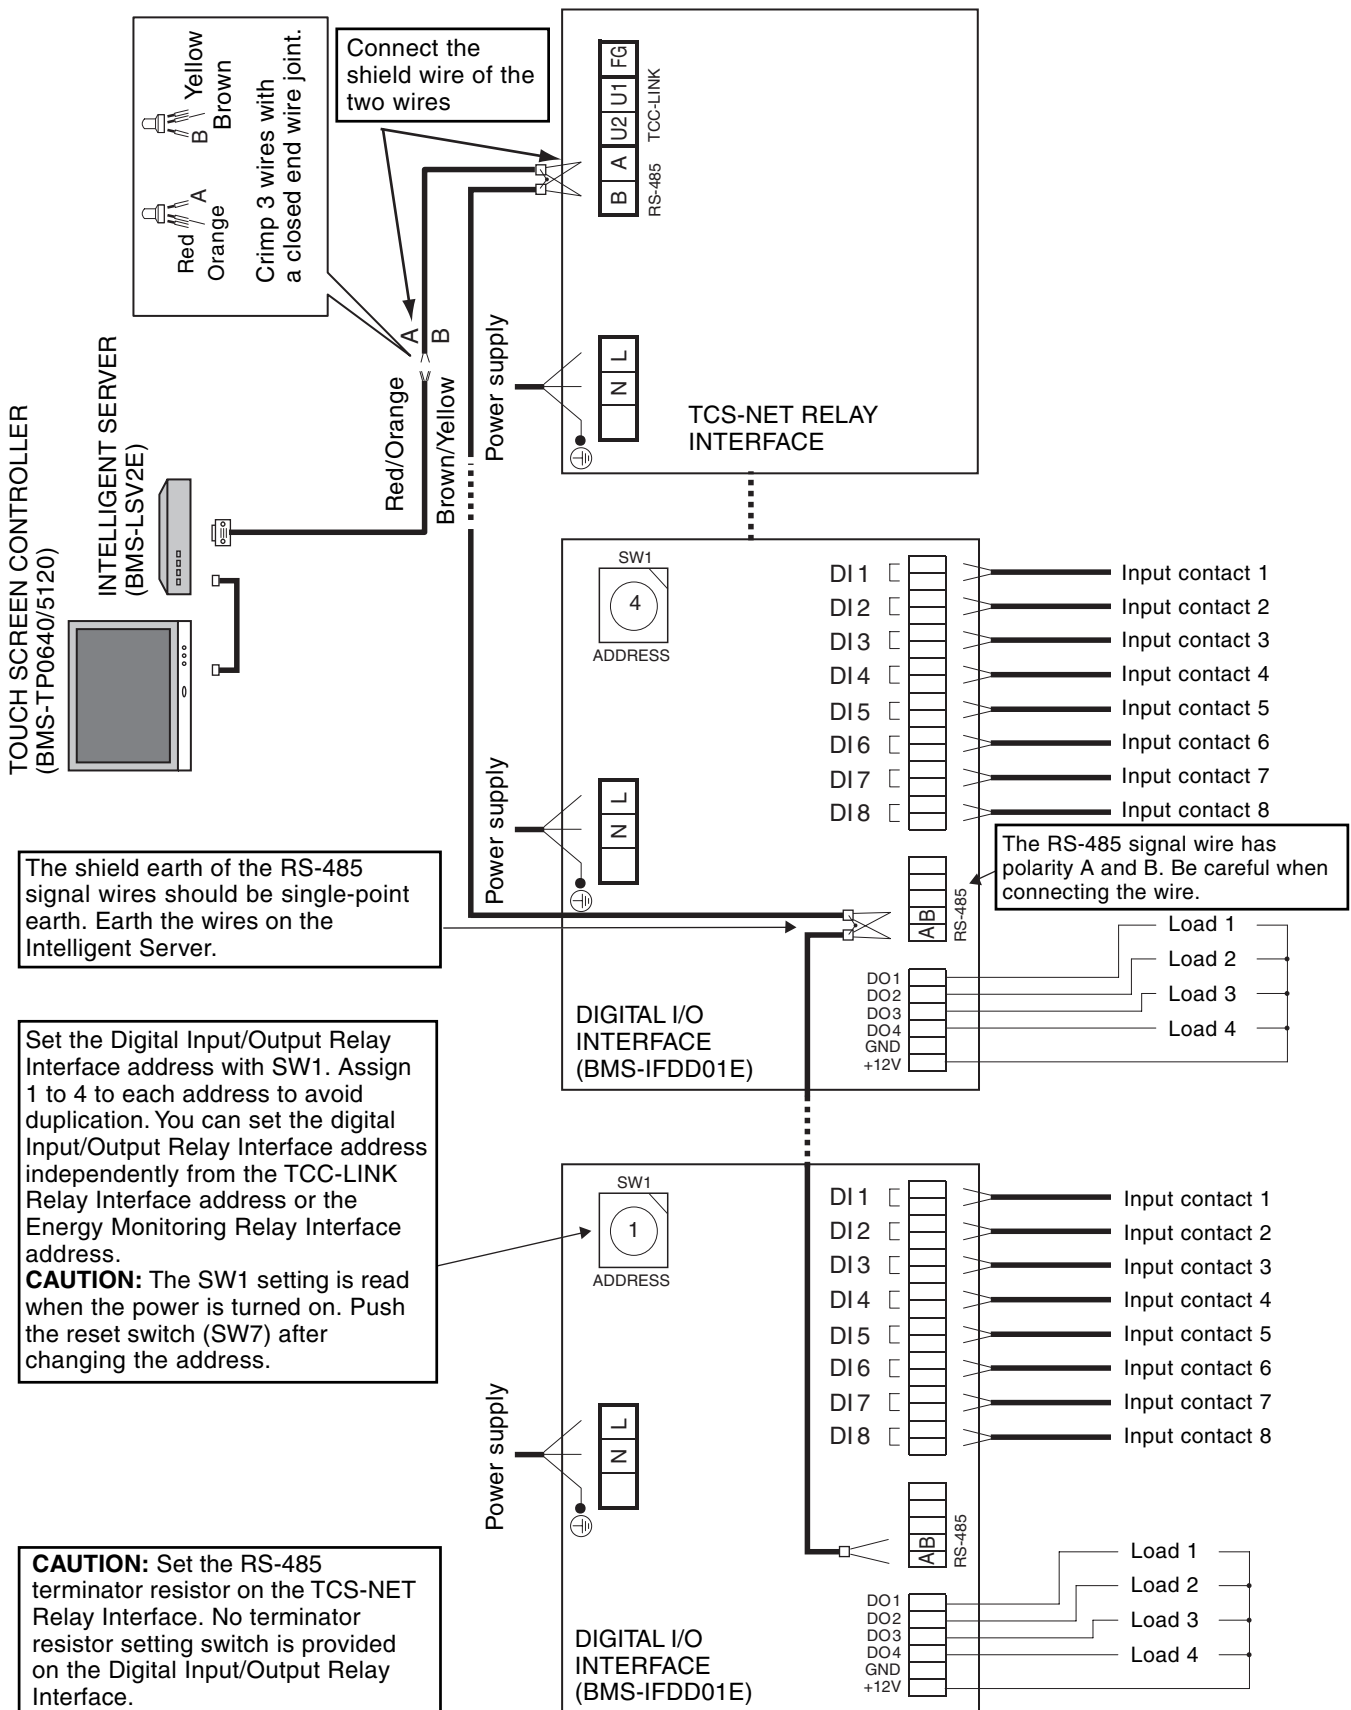 Yellow
Brown
B
A
Red
Orange
Crimp 3 wires with
a closed end wire joint.
Connect the
shield wire of the
two wires
FG
U1
U2
A
B
TCC-LINK
RS-485
A
B
Red/Orange
Brown/Yellow
Power supply
L
N
TCS-NET RELAY
INTERFACE
TOUCH SCREEN CONTROLLER
(BMS-TP0640/5120)
INTELLIGENT SERVER
(BMS-LSV2E)
SW1
4
ADDRESS
DI1
DI2
DI3
DI4
DI5
DI6
DI7
DI8
Input contact 1
Input contact 2
Input contact 3
Input contact 4
Input contact 5
Input contact 6
Input contact 7
Input contact 8
Power supply
L
N
The RS-485 signal wire has
polarity A and B. Be careful when
connecting the wire.
The shield earth of the RS-485
signal wires should be single-point
earth. Earth the wires on the
Intelligent Server.
A B
RS-485
Load 1
Load 2
Load 3
Load 4
DO1
DO2
DO3
DO4
GND
+12V
DIGITAL I/O
INTERFACE
(BMS-IFDD01E)
Set the Digital Input/Output Relay
Interface address with SW1. Assign
1 to 4 to each address to avoid
duplication. You can set the digital
Input/Output Relay Interface address
independently from the TCC-LINK
Relay Interface address or the
Energy Monitoring Relay Interface
address.
CAUTION: The SW1 setting is read
when the power is turned on. Push
the reset switch (SW7) after
changing the address.
SW1
1
ADDRESS
DI1
DI2
DI3
DI4
DI5
DI6
DI7
DI8
Input contact 1
Input contact 2
Input contact 3
Input contact 4
Input contact 5
Input contact 6
Input contact 7
Input contact 8
Power supply
L
N
A B
RS-485
Load 1
Load 2
Load 3
Load 4
DO1
DO2
DO3
DO4
GND
+12V
DIGITAL I/O
INTERFACE
(BMS-IFDD01E)
CAUTION: Set the RS-485
terminator resistor on the TCS-NET
Relay Interface. No terminator
resistor setting switch is provided
on the Digital Input/Output Relay
Interface.